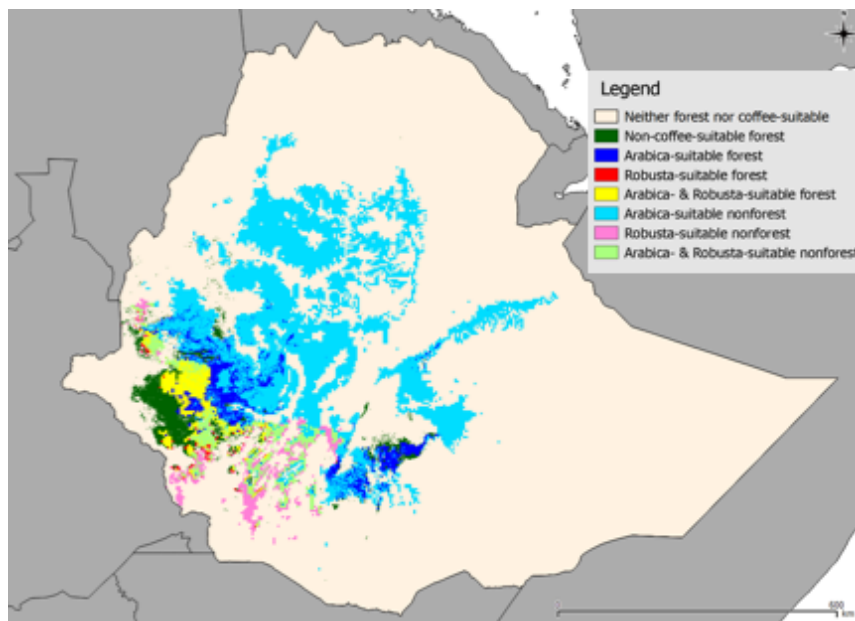 Legend
Neither forest nor coffee-suitable
Non-coffee-suitable forest
Arabica-suitable forest
Robusta-suitable forest
Arabica- & Robusta-suitable forest
Arabica-suitable nonforest
Robusta-suitable nonforest
Arabica- & Robusta-suitable nonforest
0 600
km